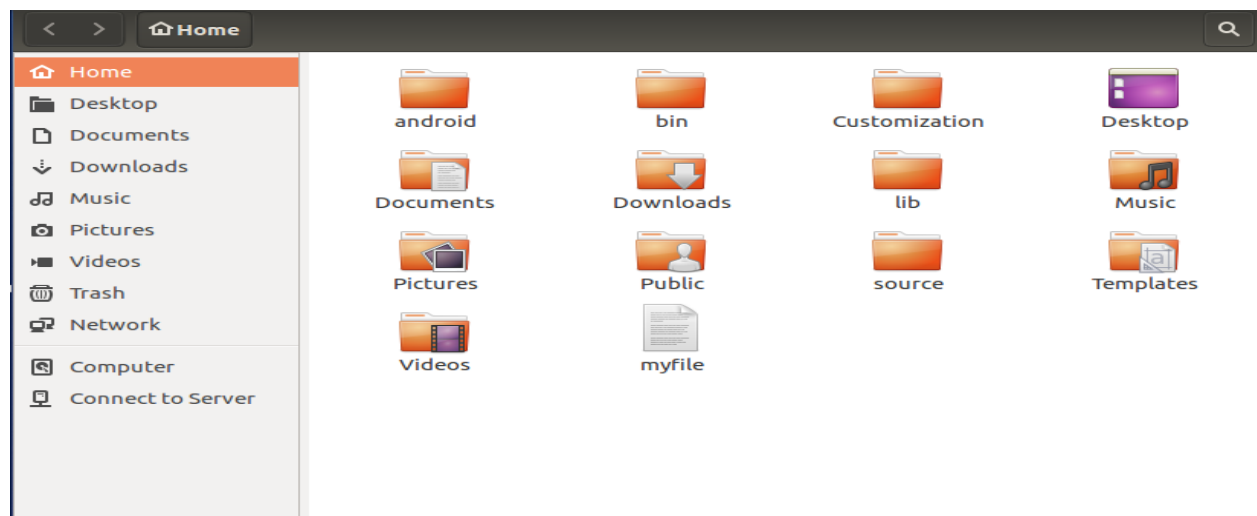 Home
Home
Desktop
Documents
Downloads
Music
Pictures
Videos
Trash
Network
Computer
Connect to Server
android bin Customization Desktop
Documents Downloads lib Music
Pictures Public source Templates
Videos myfile